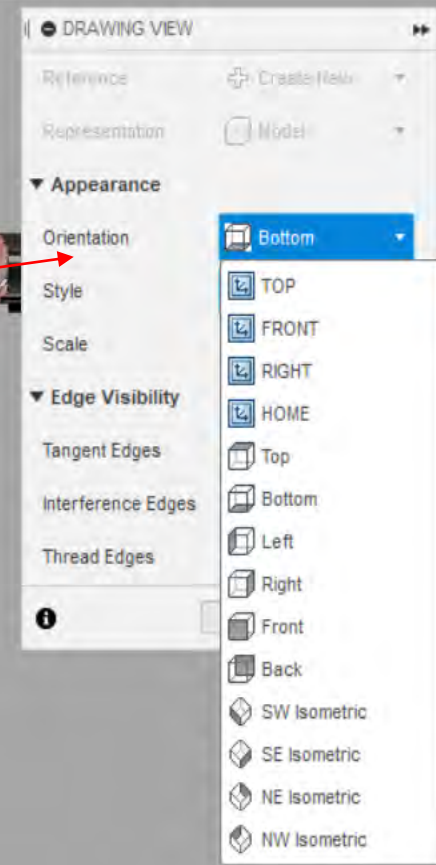 DRAWING VIEW
Reference Create New
Representation Model
Appearance
Orientation Bottom
Style
Scale
Edge Visibility
Tangent Edges
Interference Edges
Thread Edges
TOP
FRONT
RIGHT
HOME
Top
Bottom
Left
Right
Front
Back
SW Isometric
SE Isometric
NE Isometric
NW Isometric